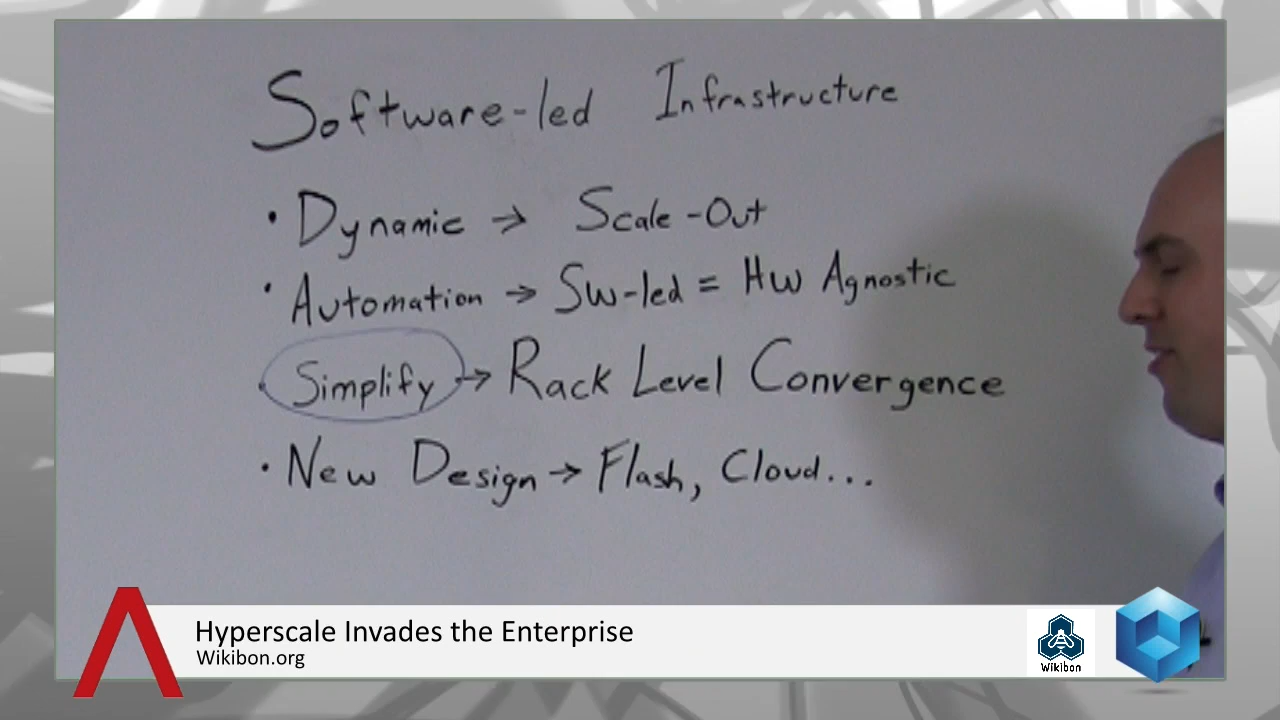 Software-led Infrastructure
• Dynamic → Scale-Out
• Automation → SW-led = HW Agnostic
• Simplify → Rack Level Convergence
• New Design → Flash, Cloud...
Hyperscale Invades the Enterprise
Wikibon.org
Wikibon